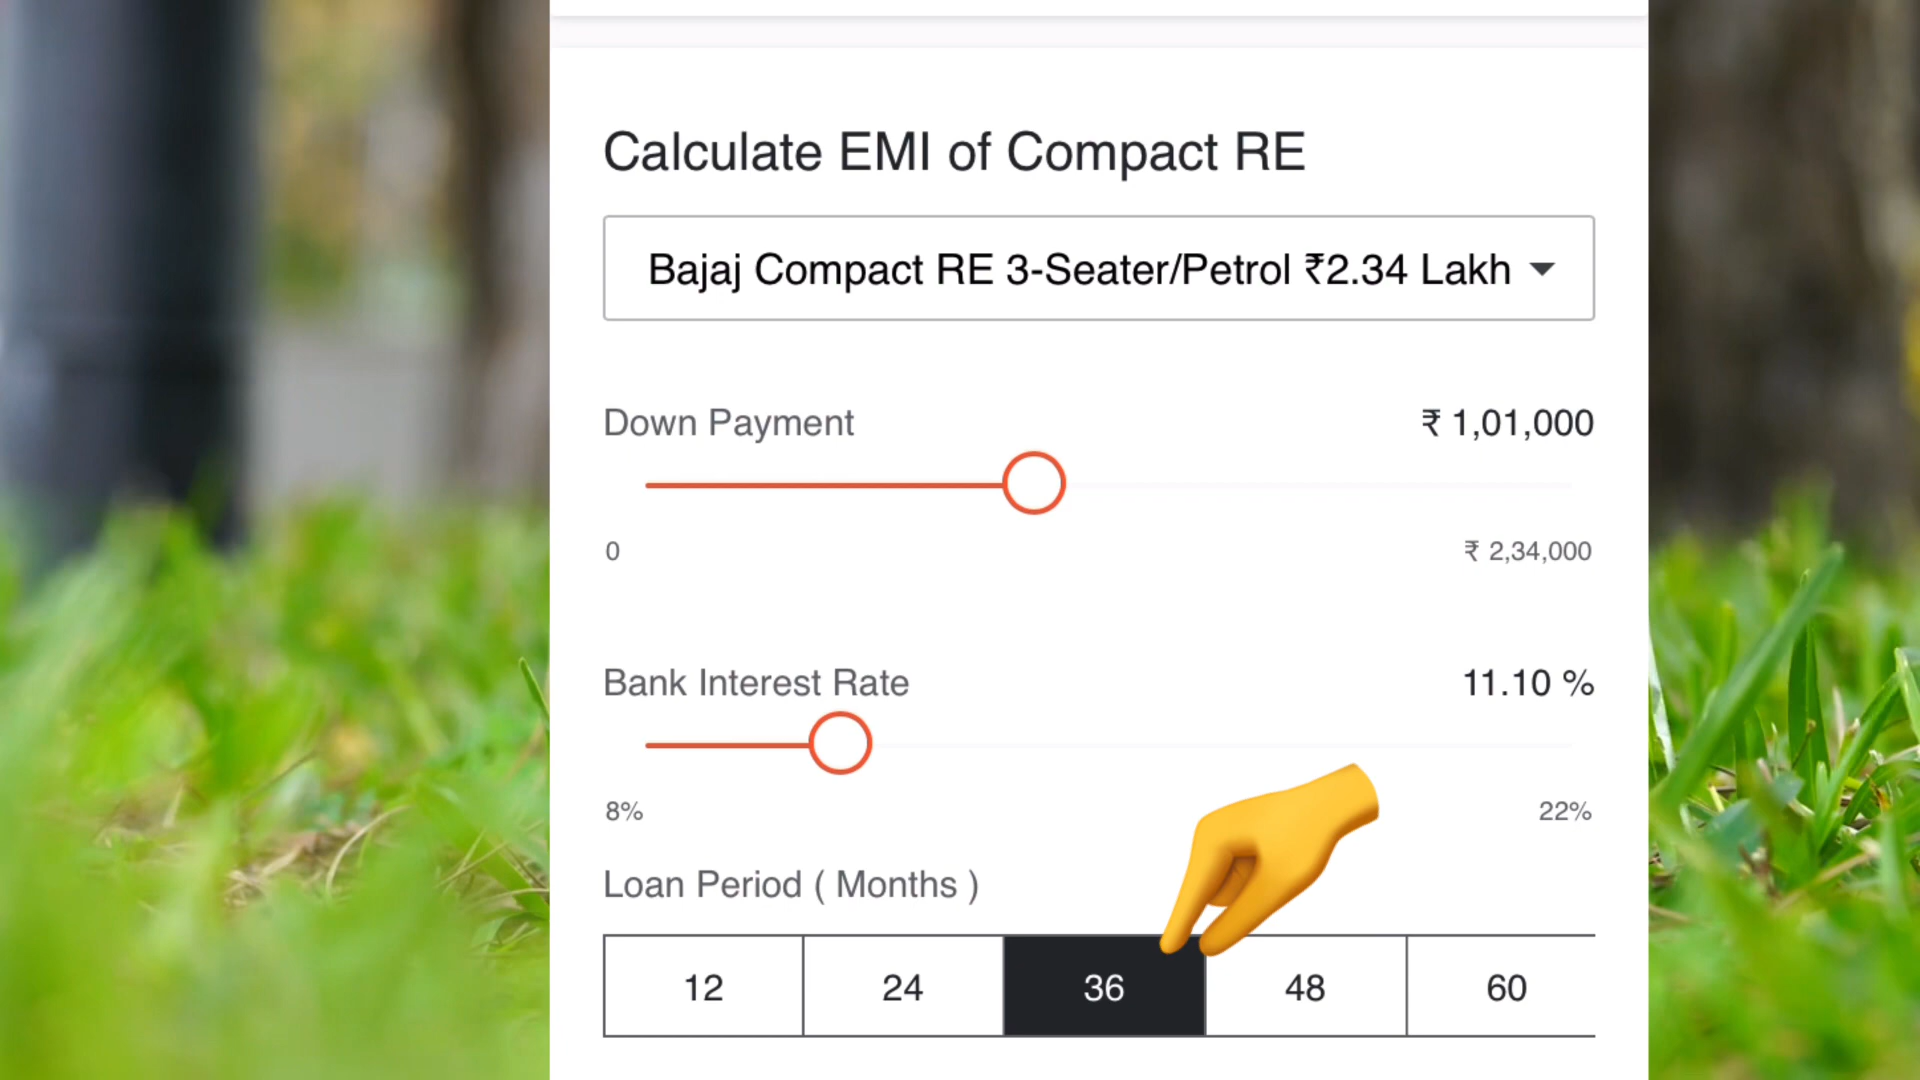 Calculate EMI of Compact RE
Bajaj Compact RE 3-Seater/Petrol ₹2.34 Lakh
Down Payment ₹ 1,01,000
0 ₹ 2,34,000
Bank Interest Rate 11.10 %
8% 22%
Loan Period ( Months )
12 24 36 48 60